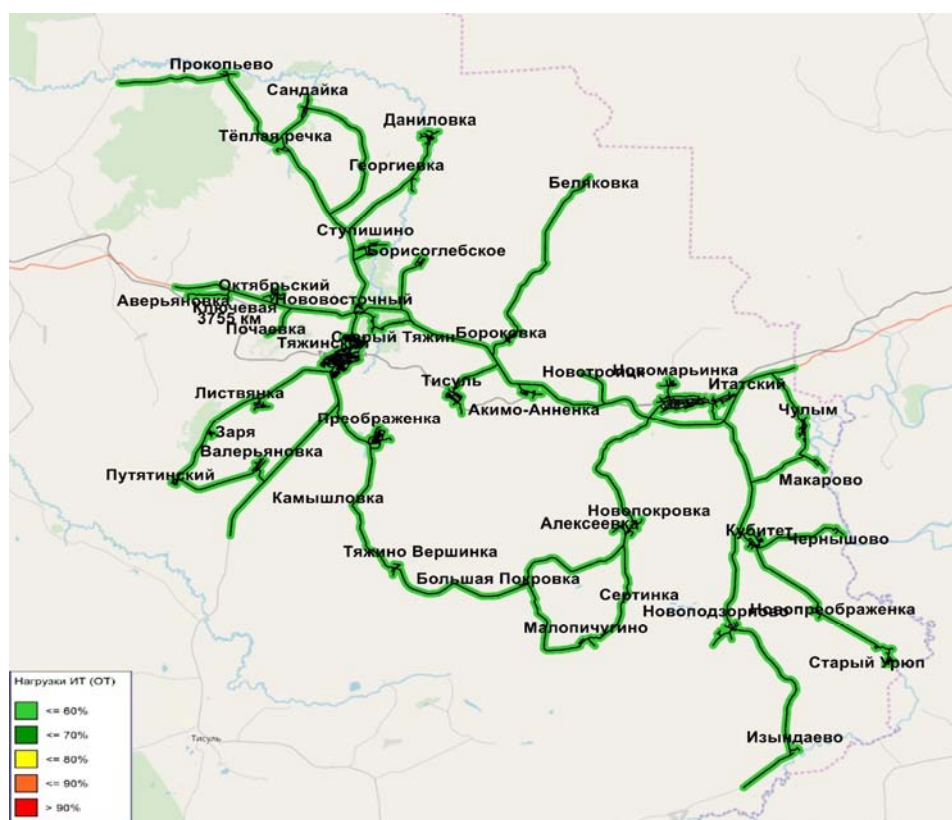 Прокопьево
Сандайка
Даниловка
Тёплая речка
Георгиевка
Беляковка
Ступишино
Борисоглебское
Октябрьский
Аверьяновка
Нововосточный
Ключевая
3755 км
Почаевка
Тяжинский
Старый Тяжин
Бороковка
Новотроицк
Новомарьинка
Итатский
Тисуль
Акимо-Анненка
Листвянка
Чулым
Преображенка
Заря
Валерьяновка
Путятинский
Макарово
Камышловка
Новопокровка
Алексеевка
Кубитет
Чернышово
Тяжино Вершинка
Большая Покровка
Сертинка
Новоподзорново
Новопреображенка
Малопичугино
Старый Урюп
Изындаево
Тисуль
Нагрузки ИТ (ОТ)
<= 60%
<= 70%
<= 80%
<= 90%
> 90%